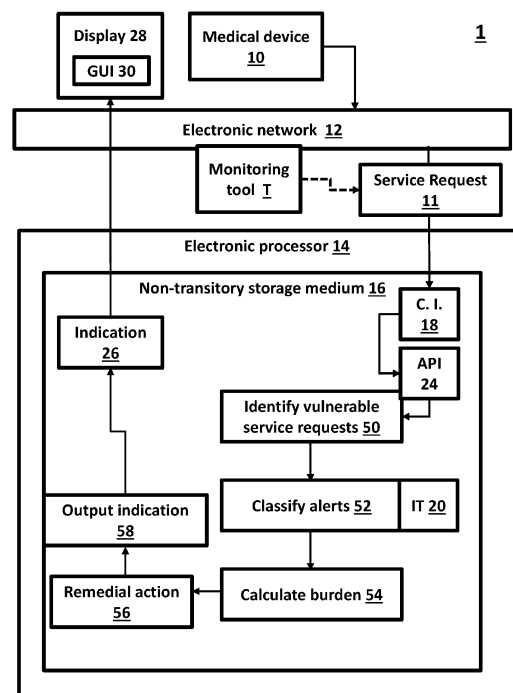 Display 28
GUI 30
Medical device
10
1
Electronic network 12
Monitoring
tool T
Service Request
11
Electronic processor 14
Non-transitory storage medium 16
C. I.
18
Indication
26
API
24
Identify vulnerable
service requests 50
Classify alerts 52
IT 20
Output indication
58
Calculate burden 54
Remedial action
56